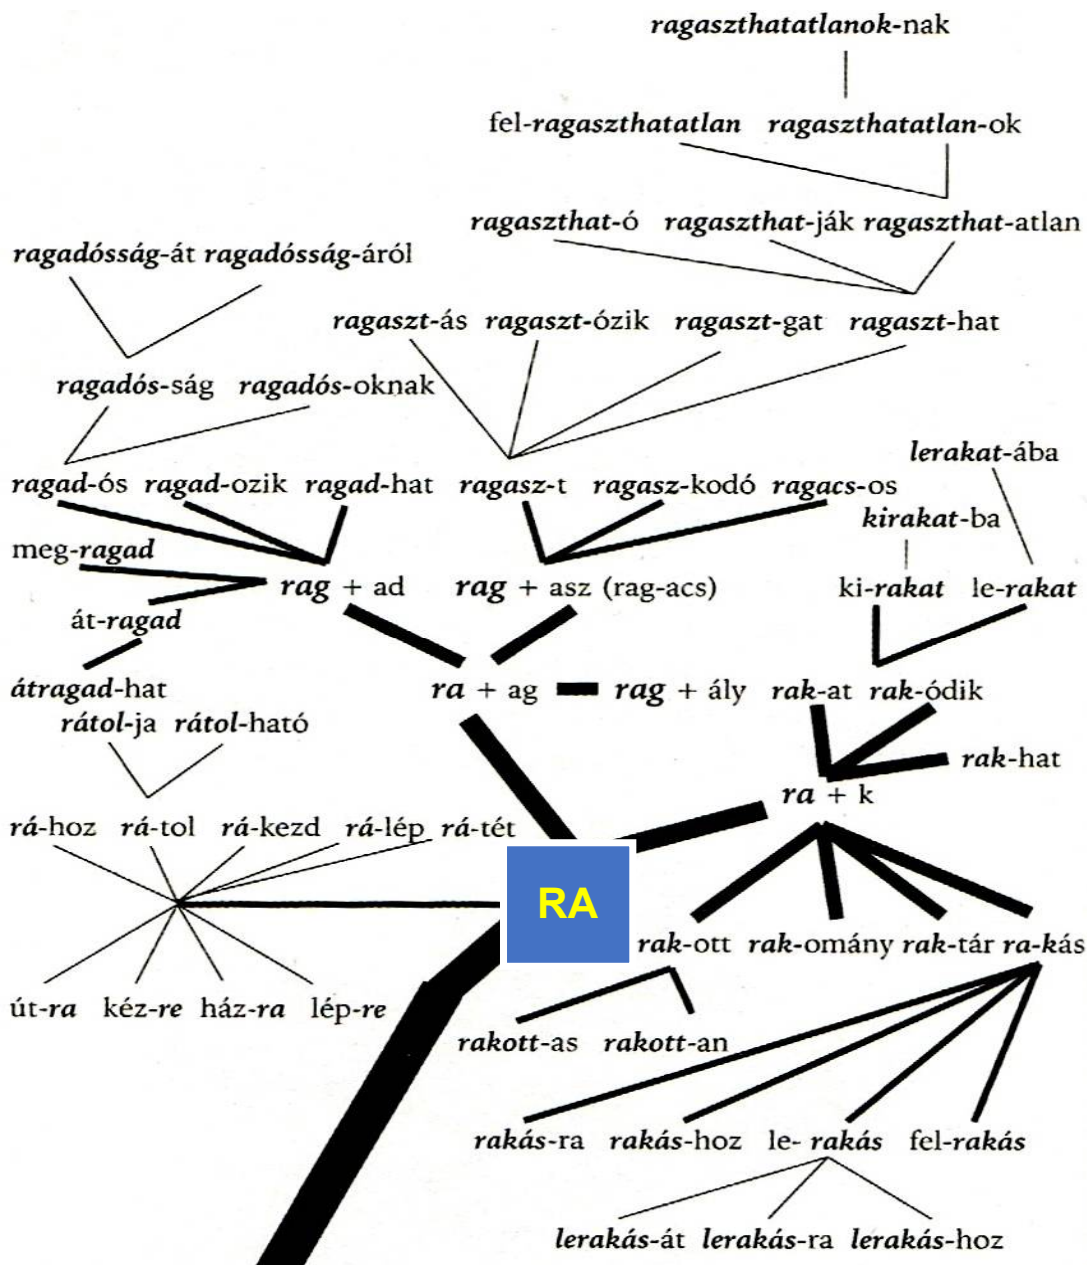 ragaszthatatlanok-nak
fel-ragaszthatatlan ragaszthatatlan-ok
ragaszthat-ó ragaszthat-ják ragaszthat-atlan
ragadósság-át ragadósság-áról
ragaszt-ás ragaszt-ózik ragaszt-gat ragaszt-hat
ragadós-ság ragadós-oknak
lerakat-ába
ragad-ós ragad-ozik ragad-hat ragasz-t ragasz-kodó ragacs-os
kirakat-ba
meg-ragad
rag + ad rag + asz (rag-acs) ki-rakat le-rakat
át-ragad
átragad-hat ra + ag rag + ály rak-at rak-ódik
rátol-ja rátol-ható
rak-hat
ra + k
rá-hoz rá-tol rá-kezd rá-lép rá-tét
RA
rak-ott rak-omány rak-tár ra-kás
út-ra kéz-re ház-ra lép-re
rakott-as rakott-an
rakás-ra rakás-hoz le- rakás fel-rakás
lerakás-át lerakás-ra lerakás-hoz